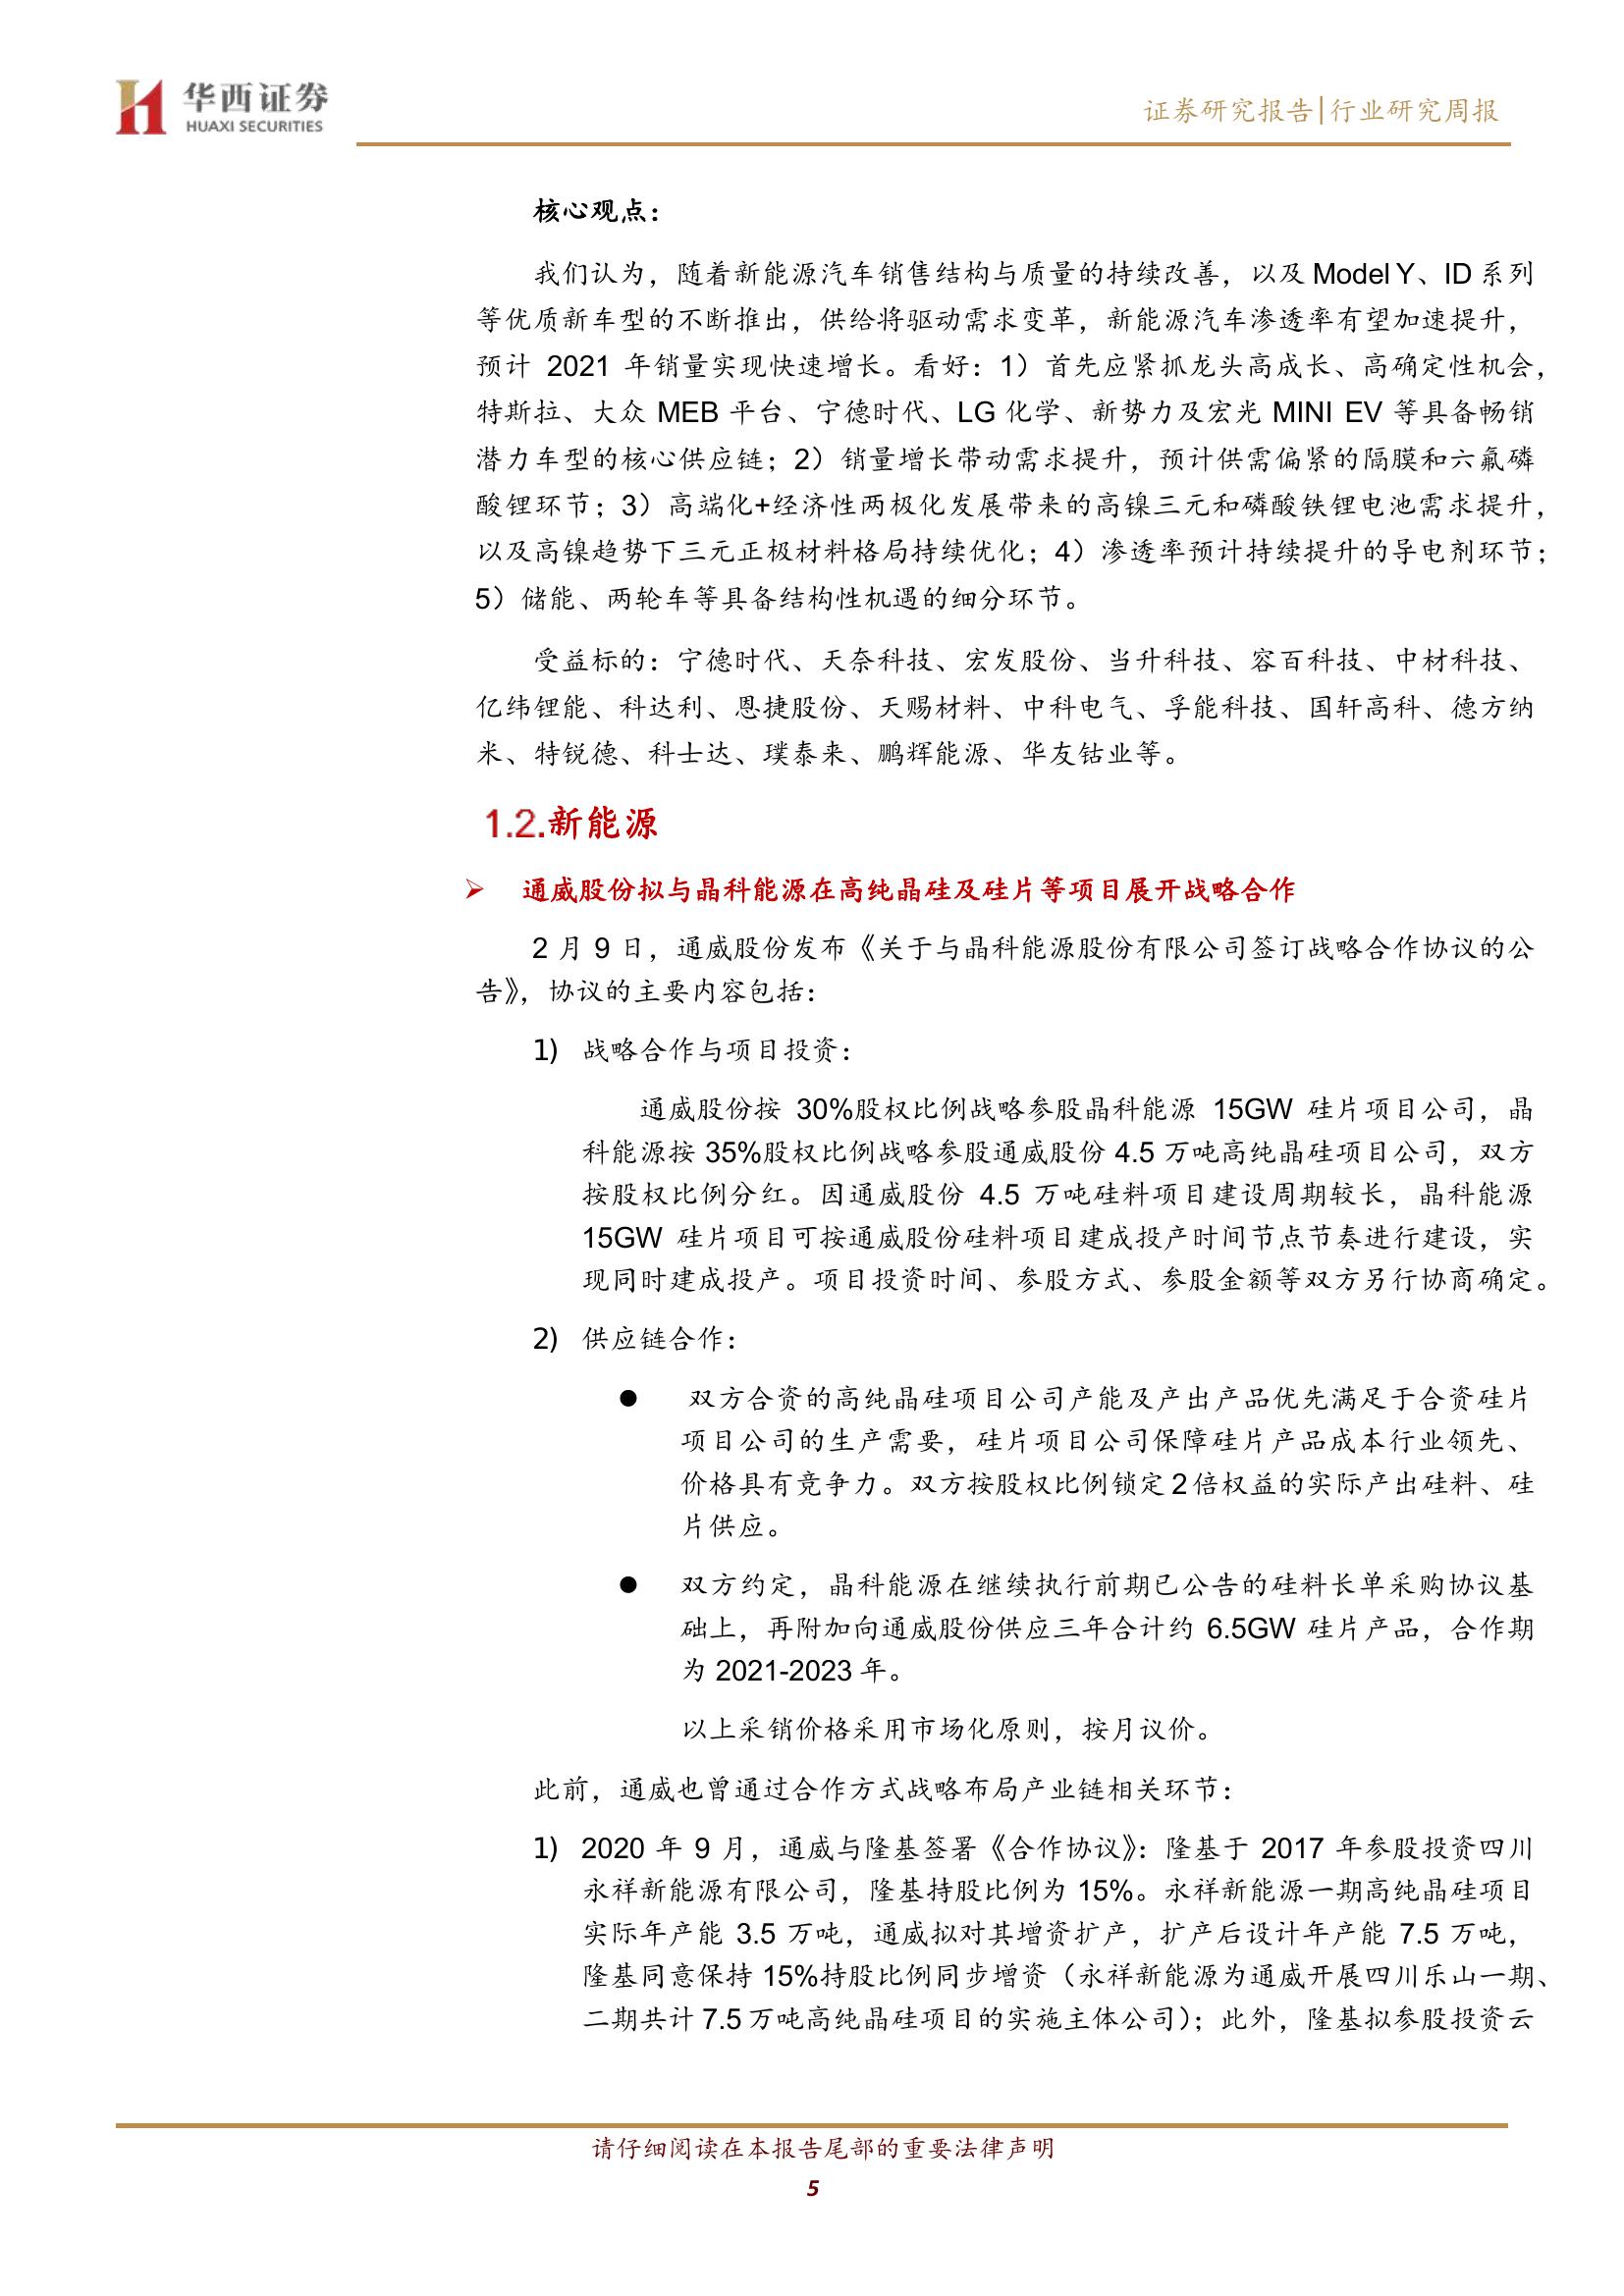 华西证券
HUAXI SECURITIES
证券研究报告|行业研究周报
核心观点：
我们认为，随着新能源汽车销售结构与质量的持续改善，以及 Model Y、ID 系列
等优质新车型的不断推出，供给将驱动需求变革，新能源汽车渗透率有望加速提升，
预计 2021 年销量实现快速增长。看好：1）首先应紧抓龙头高成长、高确定性机会，
特斯拉、大众 MEB 平台、宁德时代、LG 化学、新势力及宏光 MINI EV 等具备畅销
潜力车型的核心供应链；2）销量增长带动需求提升，预计供需偏紧的隔膜和六氟磷
酸锂环节；3）高端化+经济性两极化发展带来的高镍三元和磷酸铁锂电池需求提升，
以及高镍趋势下三元正极材料格局持续优化；4）渗透率预计持续提升的导电剂环节；
5）储能、两轮车等具备结构性机遇的细分环节。
受益标的：宁德时代、天奈科技、宏发股份、当升科技、容百科技、中材科技、
亿纬锂能、科达利、恩捷股份、天赐材料、中科电气、孚能科技、国轩高科、德方纳
米、特锐德、科士达、璞泰来、鹏辉能源、华友钴业等。
1.2.新能源
➢ 通威股份拟与晶科能源在高纯晶硅及硅片等项目展开战略合作
2 月 9 日，通威股份发布《关于与晶科能源股份有限公司签订战略合作协议的公
告》，协议的主要内容包括：
1) 战略合作与项目投资：
通威股份按 30%股权比例战略参股晶科能源 15GW 硅片项目公司，晶
科能源按 35%股权比例战略参股通威股份 4.5 万吨高纯晶硅项目公司，双方
按股权比例分红。因通威股份 4.5 万吨硅料项目建设周期较长，晶科能源
15GW 硅片项目可按通威股份硅料项目建成投产时间节点节奏进行建设，实
现同时建成投产。项目投资时间、参股方式、参股金额等双方另行协商确定。
2) 供应链合作：
● 双方合资的高纯晶硅项目公司产能及产出产品优先满足于合资硅片
项目公司的生产需要，硅片项目公司保障硅片产品成本行业领先、
价格具有竞争力。双方按股权比例锁定 2 倍权益的实际产出硅料、硅
片供应。
● 双方约定，晶科能源在继续执行前期已公告的硅料长单采购协议基
础上，再附加向通威股份供应三年合计约 6.5GW 硅片产品，合作期
为 2021-2023 年。
以上采销价格采用市场化原则，按月议价。
此前，通威也曾通过合作方式战略布局产业链相关环节：
1) 2020 年 9 月，通威与隆基签署《合作协议》：隆基于 2017 年参股投资四川
永祥新能源有限公司，隆基持股比例为 15%。永祥新能源一期高纯晶硅项目
实际年产能 3.5 万吨，通威拟对其增资扩产，扩产后设计年产能 7.5 万吨，
隆基同意保持 15%持股比例同步增资（永祥新能源为通威开展四川乐山一期、
二期共计 7.5 万吨高纯晶硅项目的实施主体公司）；此外，隆基拟参股投资云
请仔细阅读在本报告尾部的重要法律声明
5